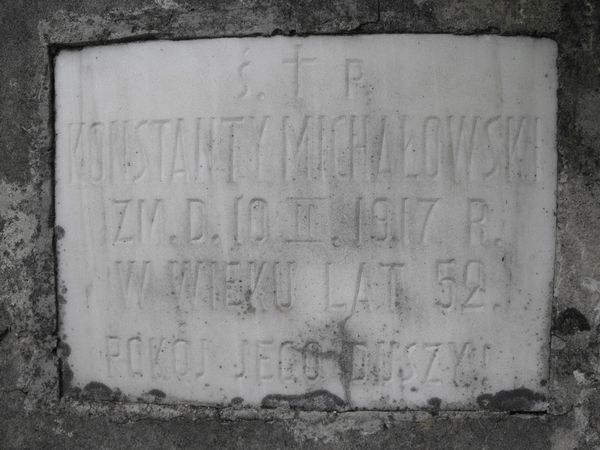 Ś. † P.
KONSTANTY MICHAŁOWSKI
ZM. D. 10 II. 1917 R.
W WIEKU LAT 52.
POKÓJ JEGO DUSZY!